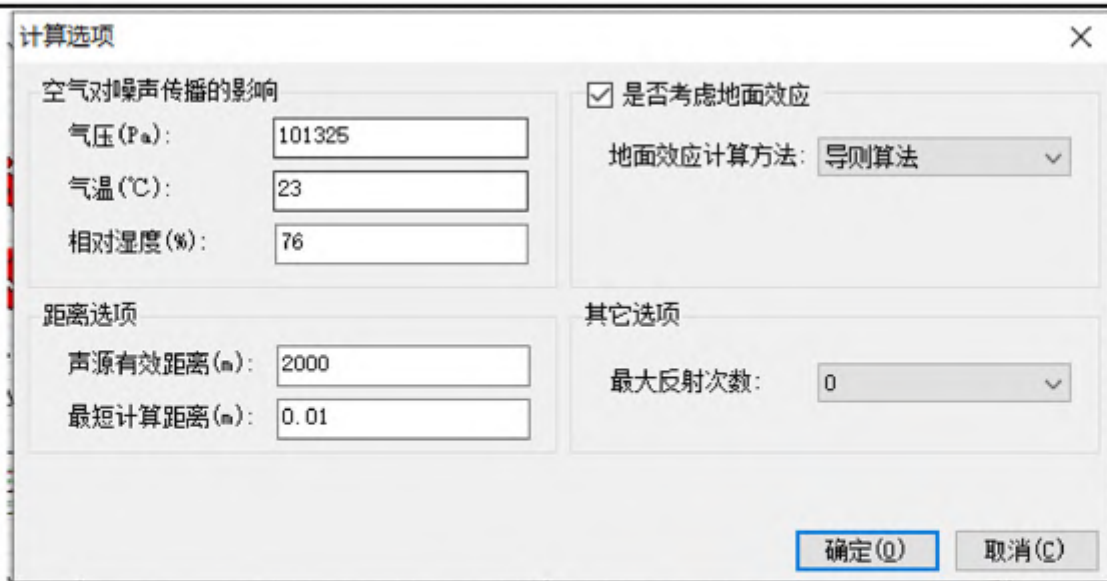 计算选项
空气对噪声传播的影响
气压(Pa): 101325
气温(℃): 23
相对湿度(%): 76
是否考虑地面效应
地面效应计算方法: 导则算法
距离选项
声源有效距离(m): 2000
最短计算距离(m): 0.01
其它选项
最大反射次数: 0
确定(O) 取消(C)